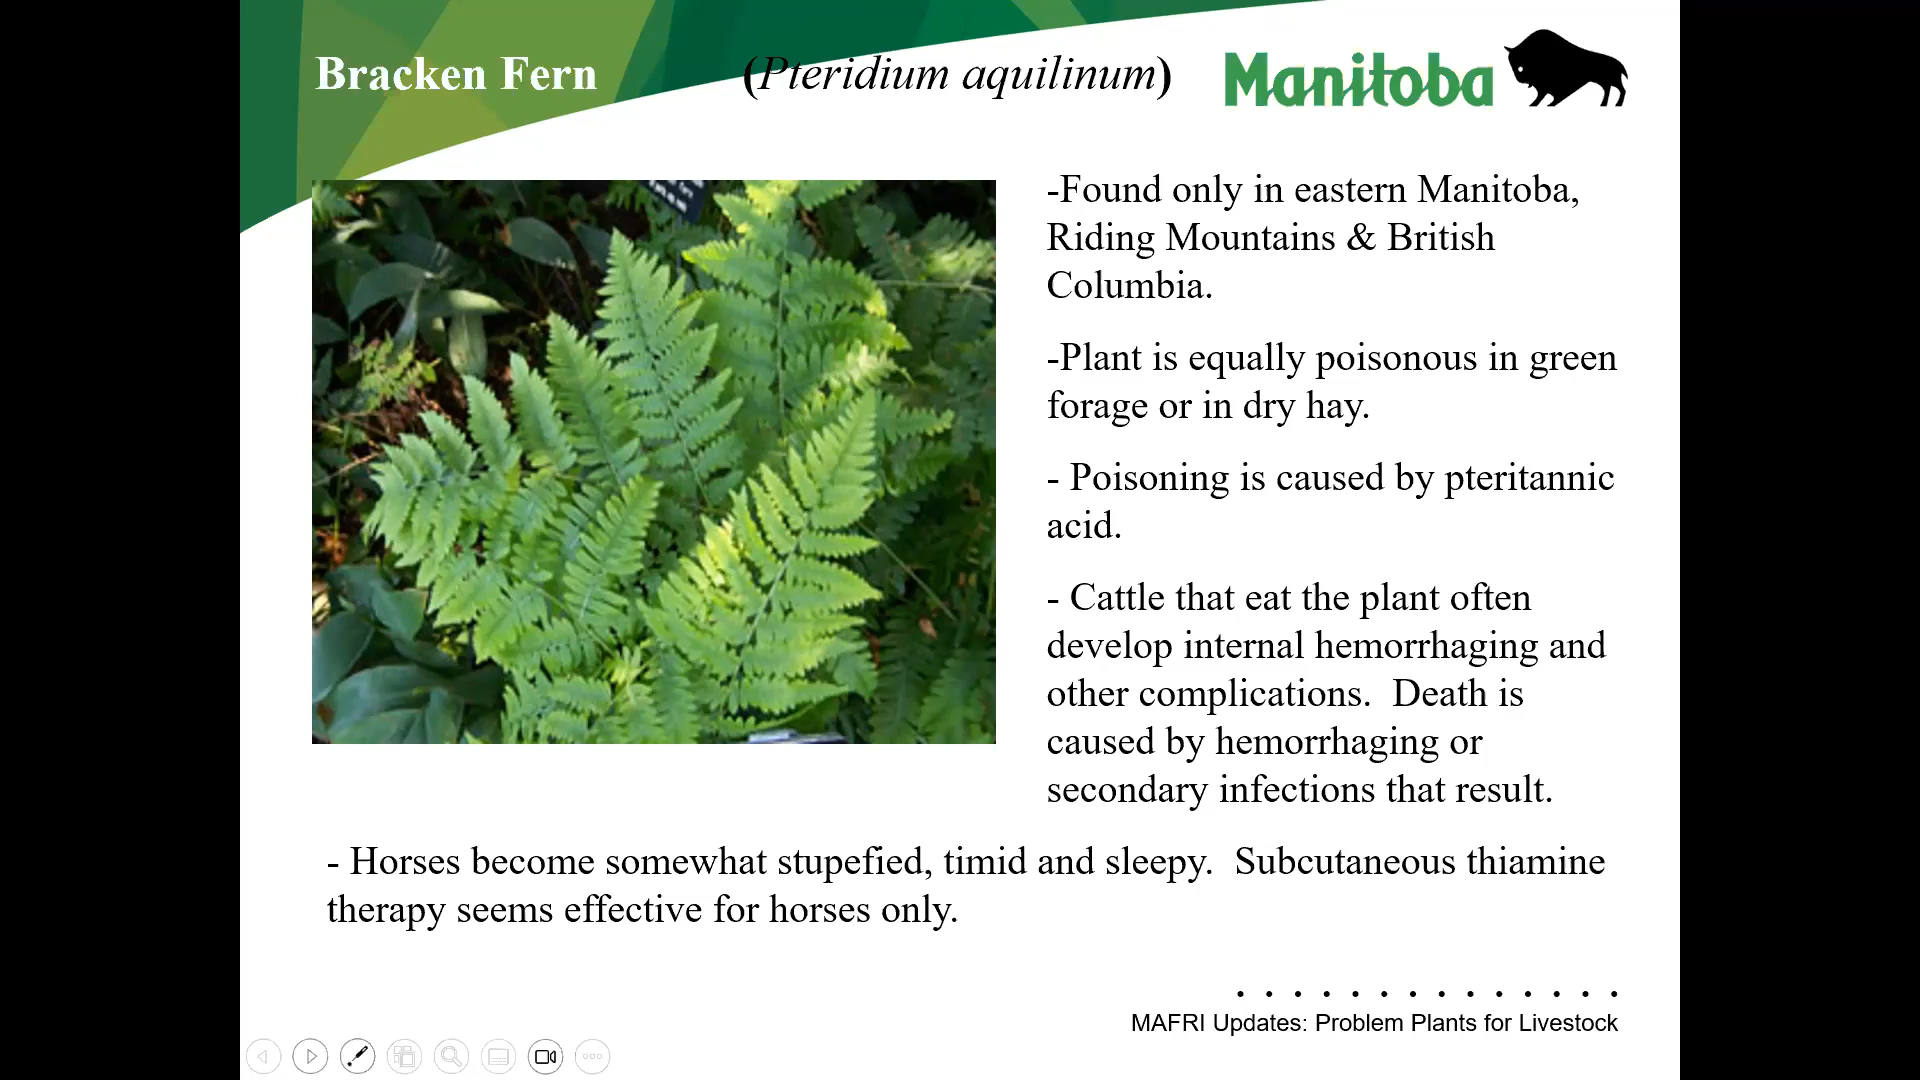 Bracken Fern (Pteridium aquilinum)
Manitoba
-Found only in eastern Manitoba,
Riding Mountains & British
Columbia.
-Plant is equally poisonous in green
forage or in dry hay.
- Poisoning is caused by pteritannic
acid.
- Cattle that eat the plant often
develop internal hemorrhaging and
other complications.  Death is
caused by hemorrhaging or
secondary infections that result.
- Horses become somewhat stupefied, timid and sleepy.  Subcutaneous thiamine
therapy seems effective for horses only.
. . . . . . . . . . . . . .
MAFRI Updates: Problem Plants for Livestock